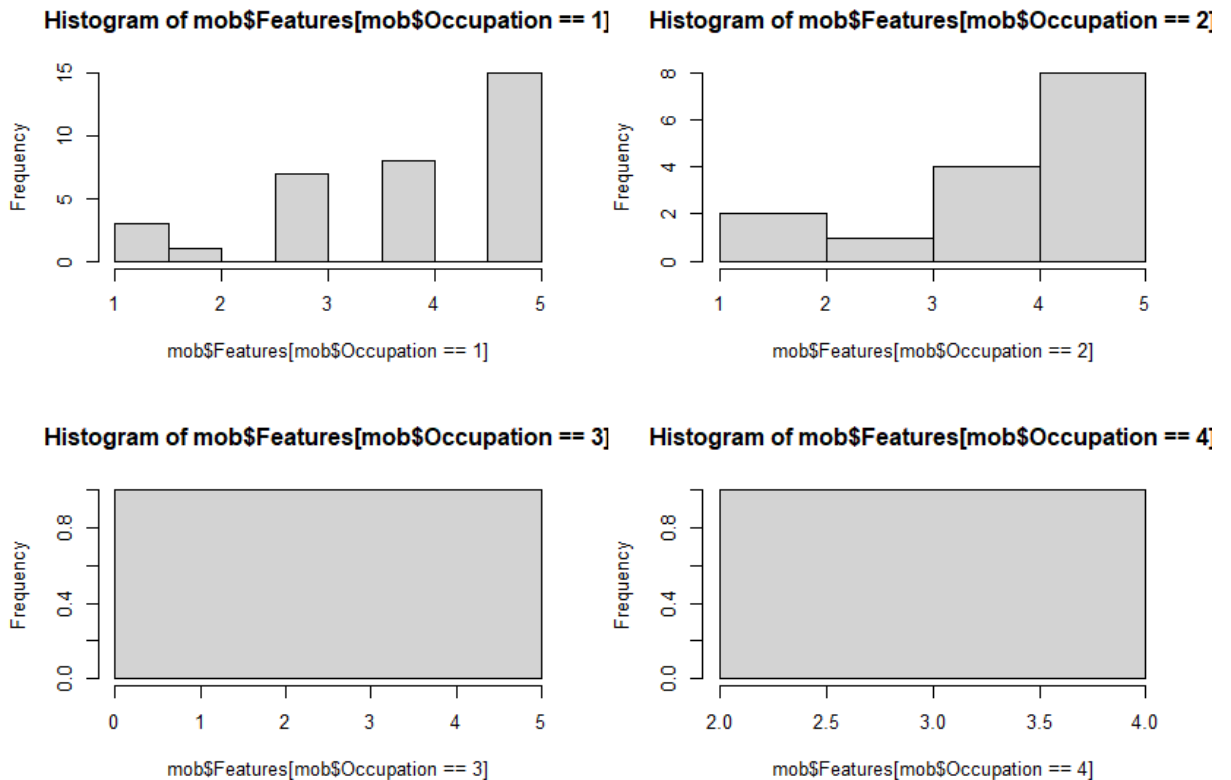 Histogram of mob$Features[mob$Occupation == 1]
Frequency
15
10
5
0
1 2 3 4 5
mob$Features[mob$Occupation == 1]
Histogram of mob$Features[mob$Occupation == 2]
Frequency
8
6
4
2
0
1 2 3 4 5
mob$Features[mob$Occupation == 2]
Histogram of mob$Features[mob$Occupation == 3]
Frequency
0.8
0.4
0.0
0 1 2 3 4 5
mob$Features[mob$Occupation == 3]
Histogram of mob$Features[mob$Occupation == 4]
Frequency
0.8
0.4
0.0
2.0 2.5 3.0 3.5 4.0
mob$Features[mob$Occupation == 4]